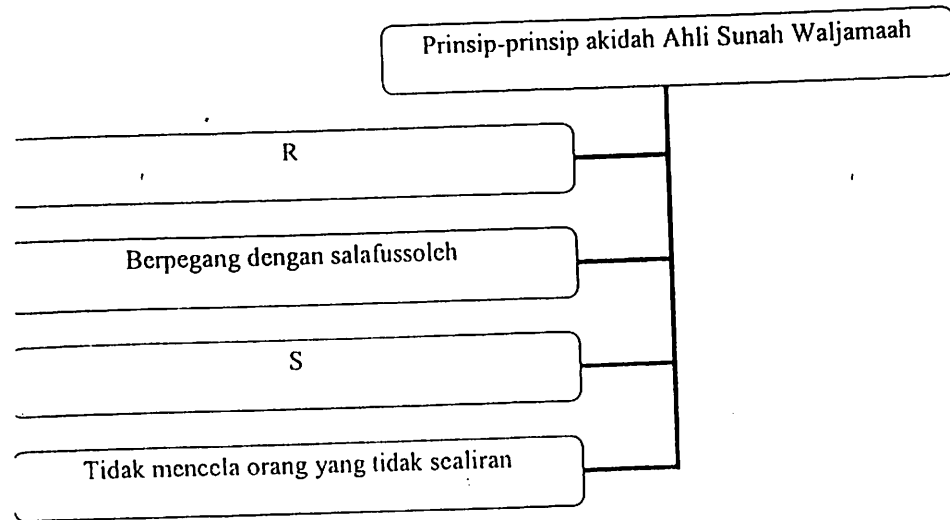 Prinsip-prinsip akidah Ahli Sunah Waljamaah
R
Berpegang dengan salafussoleh
S
Tidak mencela orang yang tidak sealiran